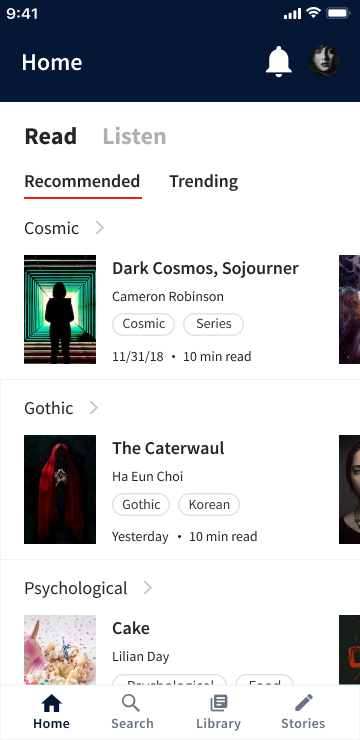 9:41
Home
Read Listen
Recommended Trending
Cosmic
Dark Cosmos, Sojourner
Cameron Robinson
Cosmic Series
11/31/18 • 10 min read
Gothic
The Caterwaul
Ha Eun Choi
Gothic Korean
Yesterday • 10 min read
Psychological
Cake
Lilian Day
Psychological Food
Home Search Library Stories